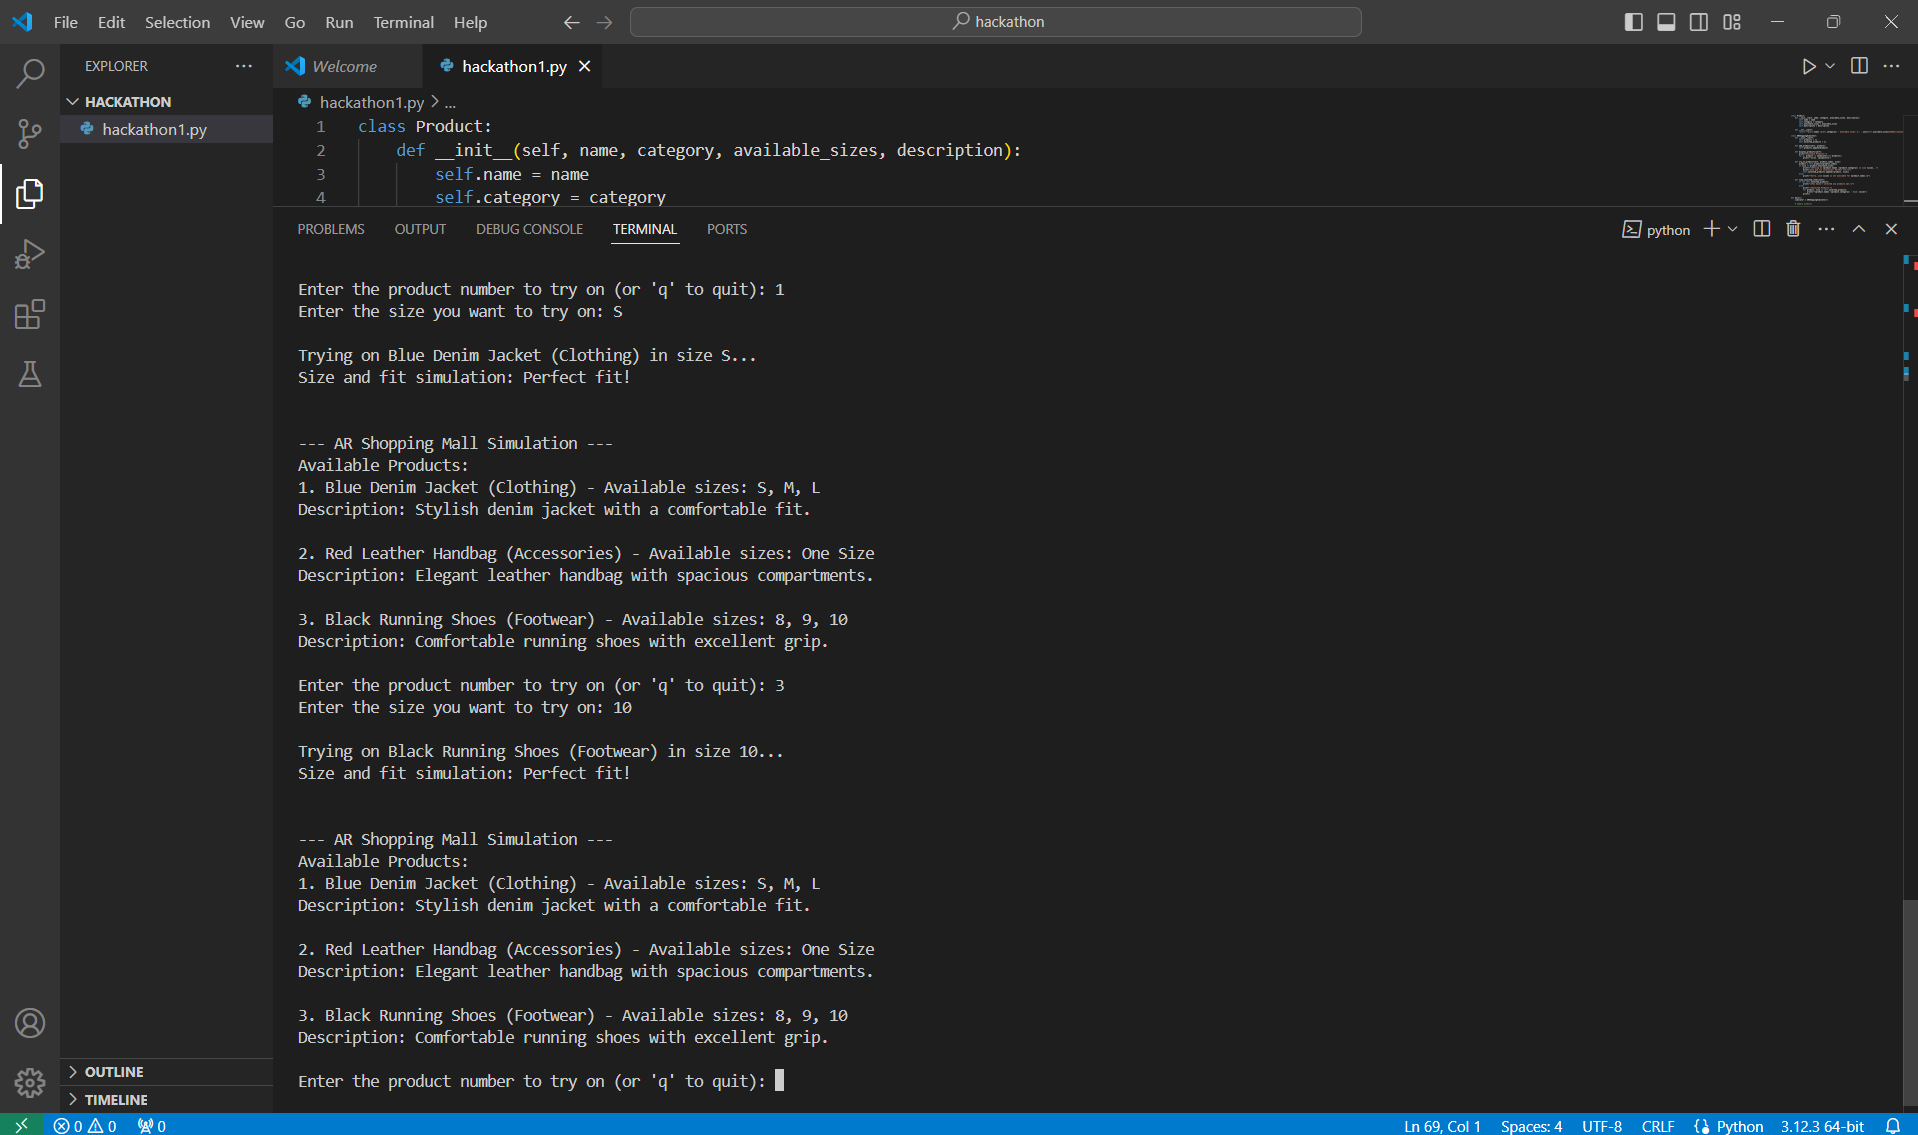 File Edit Selection View Go Run Terminal Help
hackathon
EXPLORER
HACKATHON
hackathon1.py
OUTLINE
TIMELINE
Welcome
hackathon1.py
hackathon1.py > ...
1 class Product:
2 def __init__(self, name, category, available_sizes, description):
3 self.name = name
4 self.category = category
PROBLEMS OUTPUT DEBUG CONSOLE TERMINAL PORTS
python
Enter the product number to try on (or 'q' to quit): 1
Enter the size you want to try on: S
Trying on Blue Denim Jacket (Clothing) in size S...
Size and fit simulation: Perfect fit!
--- AR Shopping Mall Simulation ---
Available Products:
1. Blue Denim Jacket (Clothing) - Available sizes: S, M, L
Description: Stylish denim jacket with a comfortable fit.
2. Red Leather Handbag (Accessories) - Available sizes: One Size
Description: Elegant leather handbag with spacious compartments.
3. Black Running Shoes (Footwear) - Available sizes: 8, 9, 10
Description: Comfortable running shoes with excellent grip.
Enter the product number to try on (or 'q' to quit): 3
Enter the size you want to try on: 10
Trying on Black Running Shoes (Footwear) in size 10...
Size and fit simulation: Perfect fit!
--- AR Shopping Mall Simulation ---
Available Products:
1. Blue Denim Jacket (Clothing) - Available sizes: S, M, L
Description: Stylish denim jacket with a comfortable fit.
2. Red Leather Handbag (Accessories) - Available sizes: One Size
Description: Elegant leather handbag with spacious compartments.
3. Black Running Shoes (Footwear) - Available sizes: 8, 9, 10
Description: Comfortable running shoes with excellent grip.
Enter the product number to try on (or 'q' to quit):
0 0 0
Ln 69, Col 1 Spaces: 4 UTF-8 CRLF Python 3.12.3 64-bit